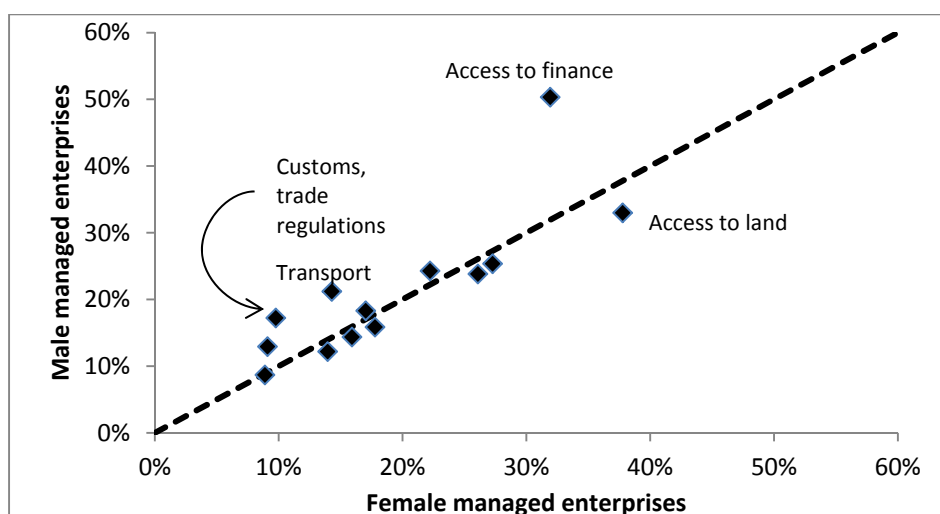 60%
50%
40%
30%
20%
10%
0%
Male managed enterprises
Access to finance
Customs,
trade
regulations
Transport
Access to land
0% 10% 20% 30% 40% 50% 60%
Female managed enterprises